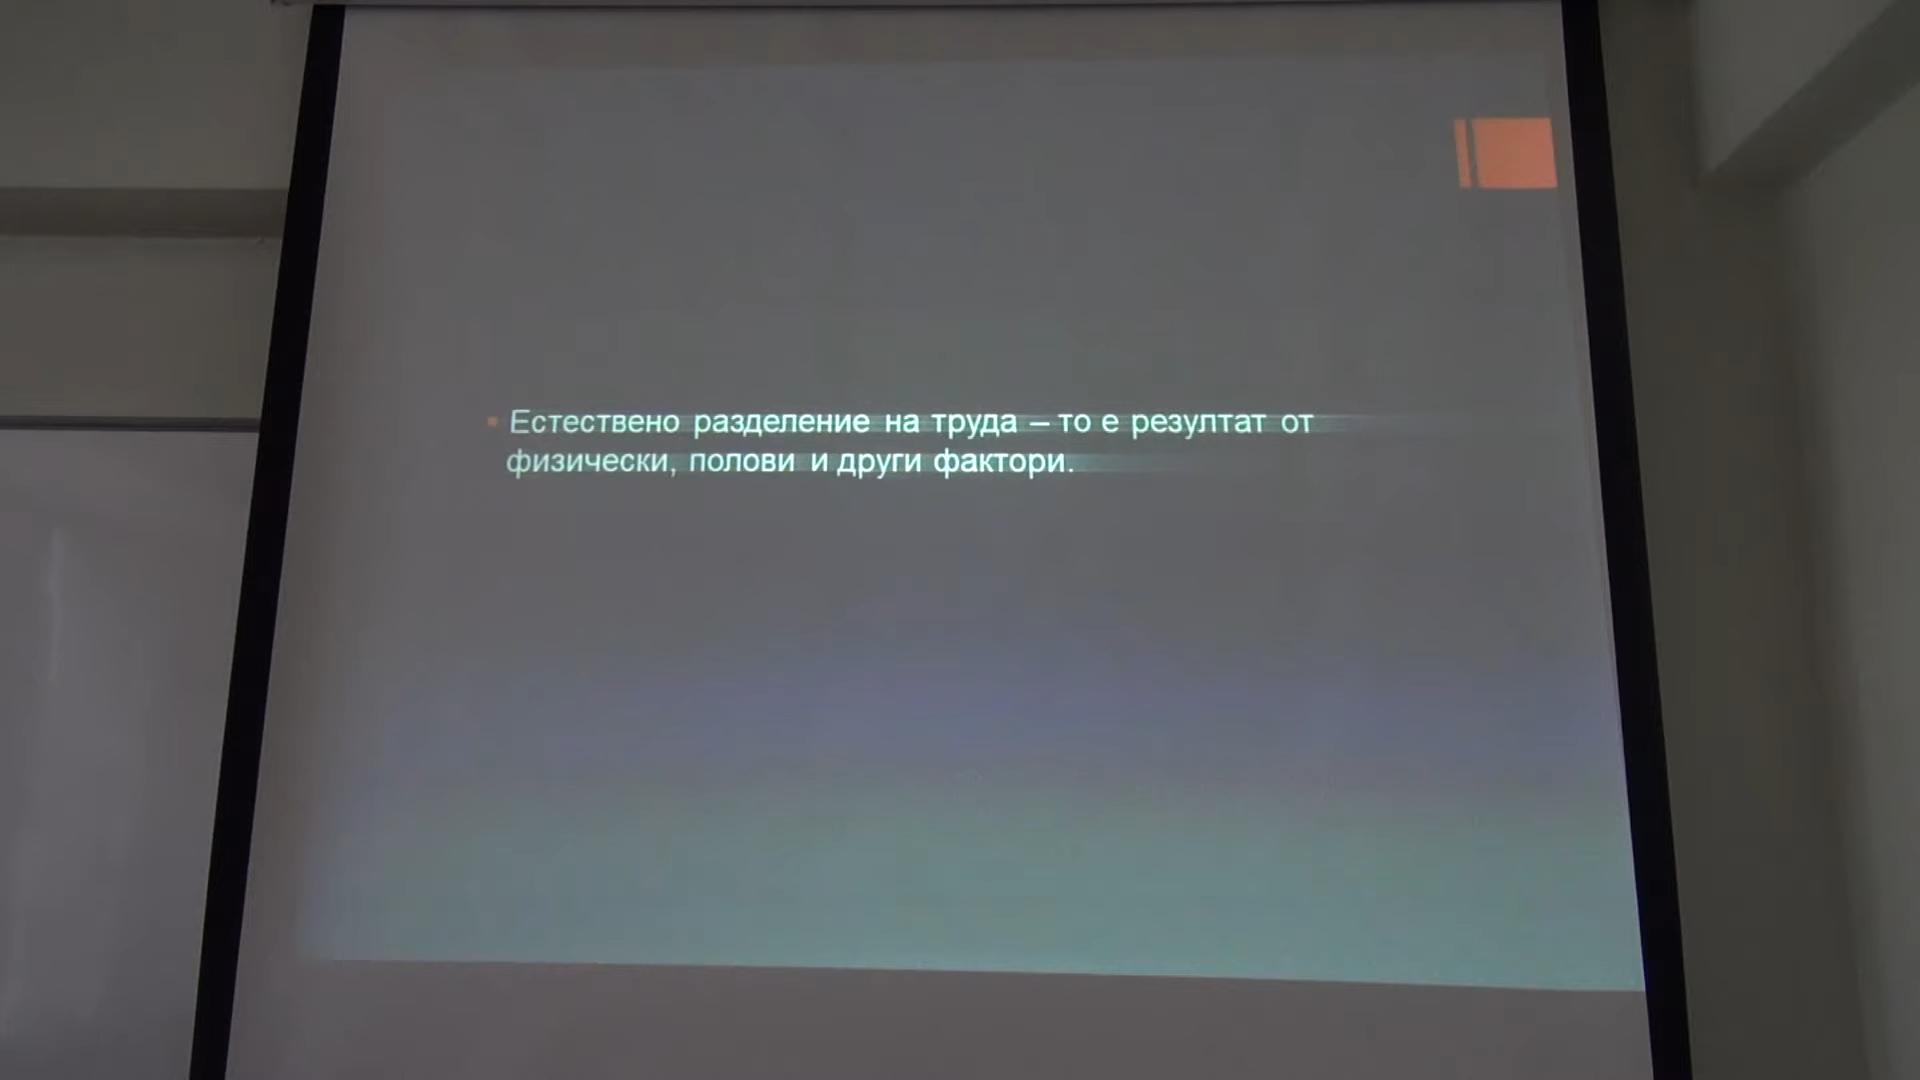 Естествено разделение на труда – то е резултат от
физически, полови и други фактори.